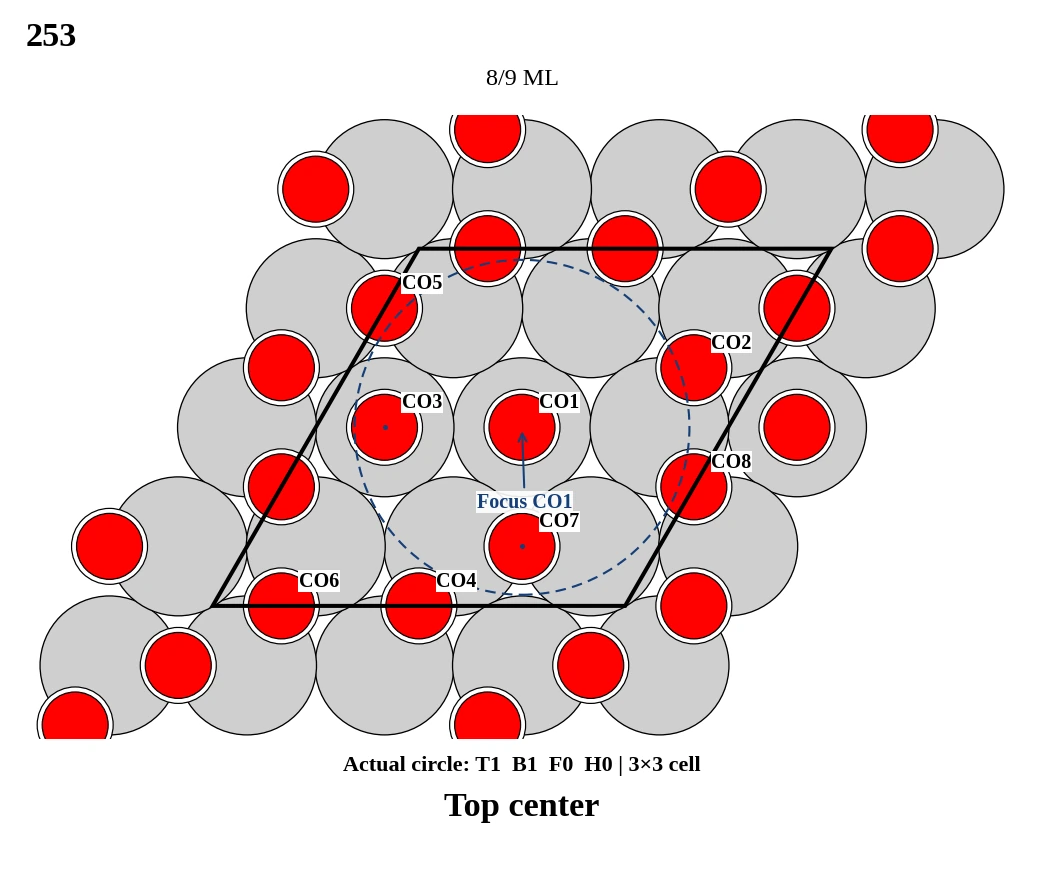 253
8/9 ML
CO5
CO2
CO3
CO1
CO8
Focus CO1
CO7
CO6
CO4
Actual circle: T1  B1  F0  H0 | 3×3 cell
Top center